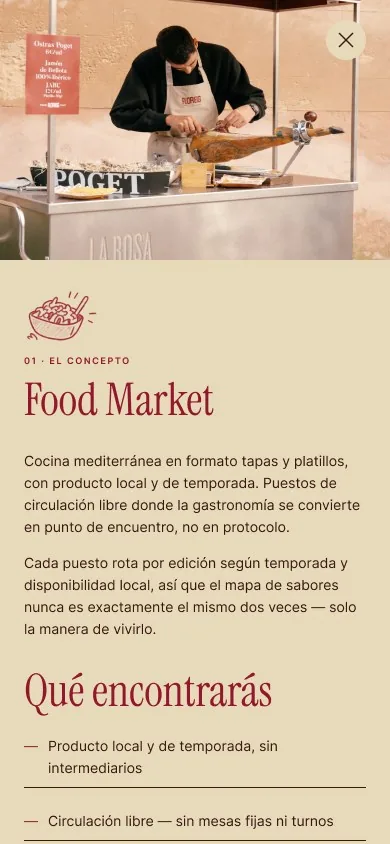 Outras Poget
6€/ud
Jamón
de Bellota
100% Ibérico
POGET
LA ROSA
01 · EL CONCEPTO
Food Market
Cocina mediterránea en formato tapas y platillos,
con producto local y de temporada. Puestos de
circulación libre donde la gastronomía se convierte
en punto de encuentro, no en protocolo.
Cada puesto rota por edición según temporada y
disponibilidad local, así que el mapa de sabores
nunca es exactamente el mismo dos veces — solo
la manera de vivirlo.
Qué encontrarás
— Producto local y de temporada, sin
intermediarios
— Circulación libre — sin mesas fijas ni turnos